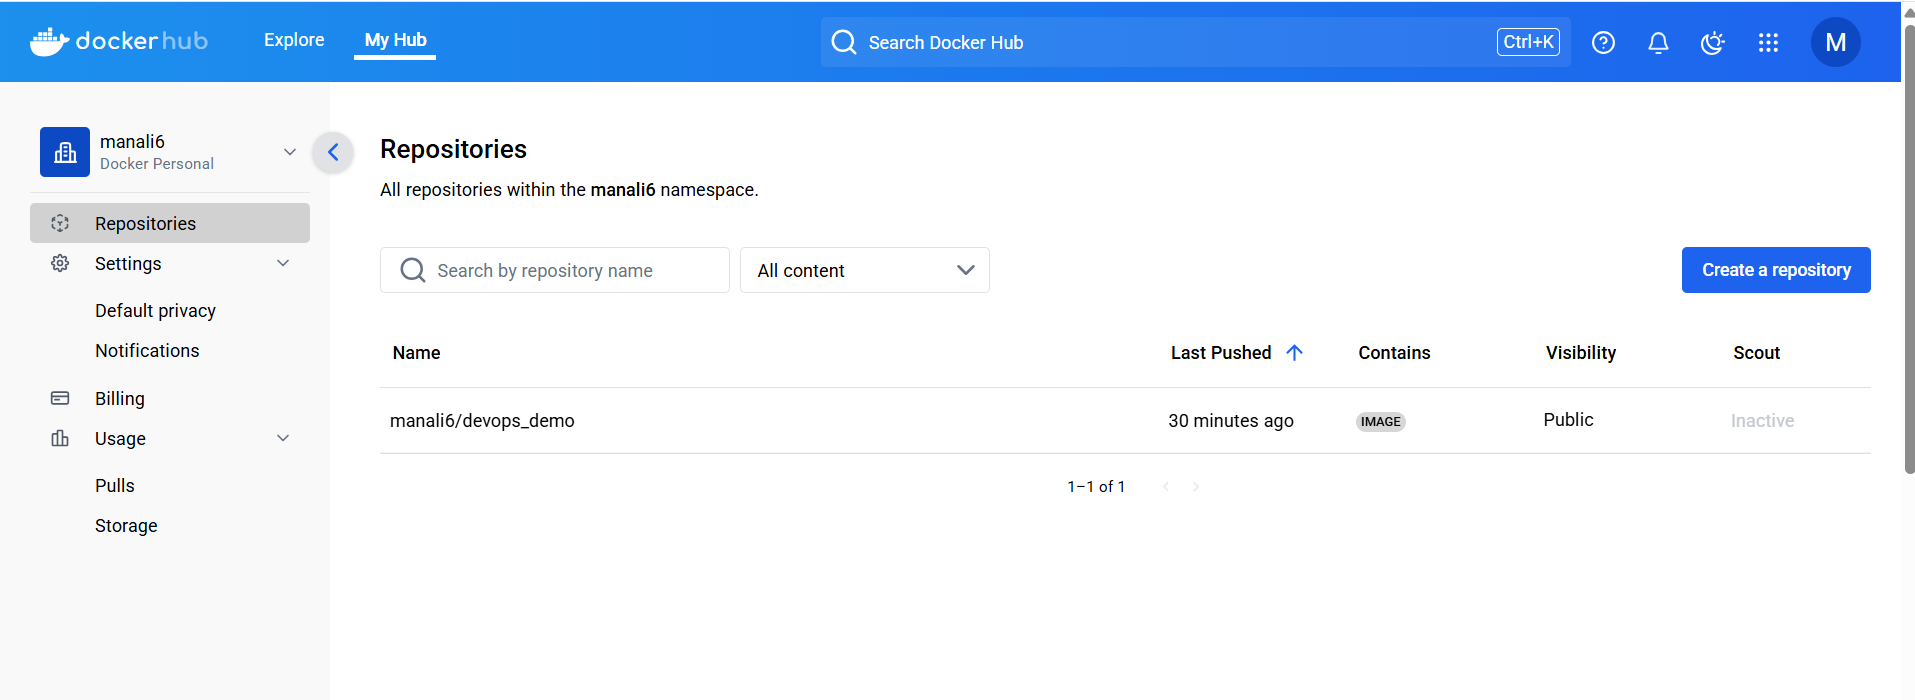 dockerhub Explore My Hub Search Docker Hub Ctrl+K M
manali6
Docker Personal
Repositories
Settings
Default privacy
Notifications
Billing
Usage
Pulls
Storage
Repositories
All repositories within the manali6 namespace.
Search by repository name All content Create a repository
Name Last Pushed Contains Visibility Scout
manali6/devops_demo 30 minutes ago IMAGE Public Inactive
1–1 of 1